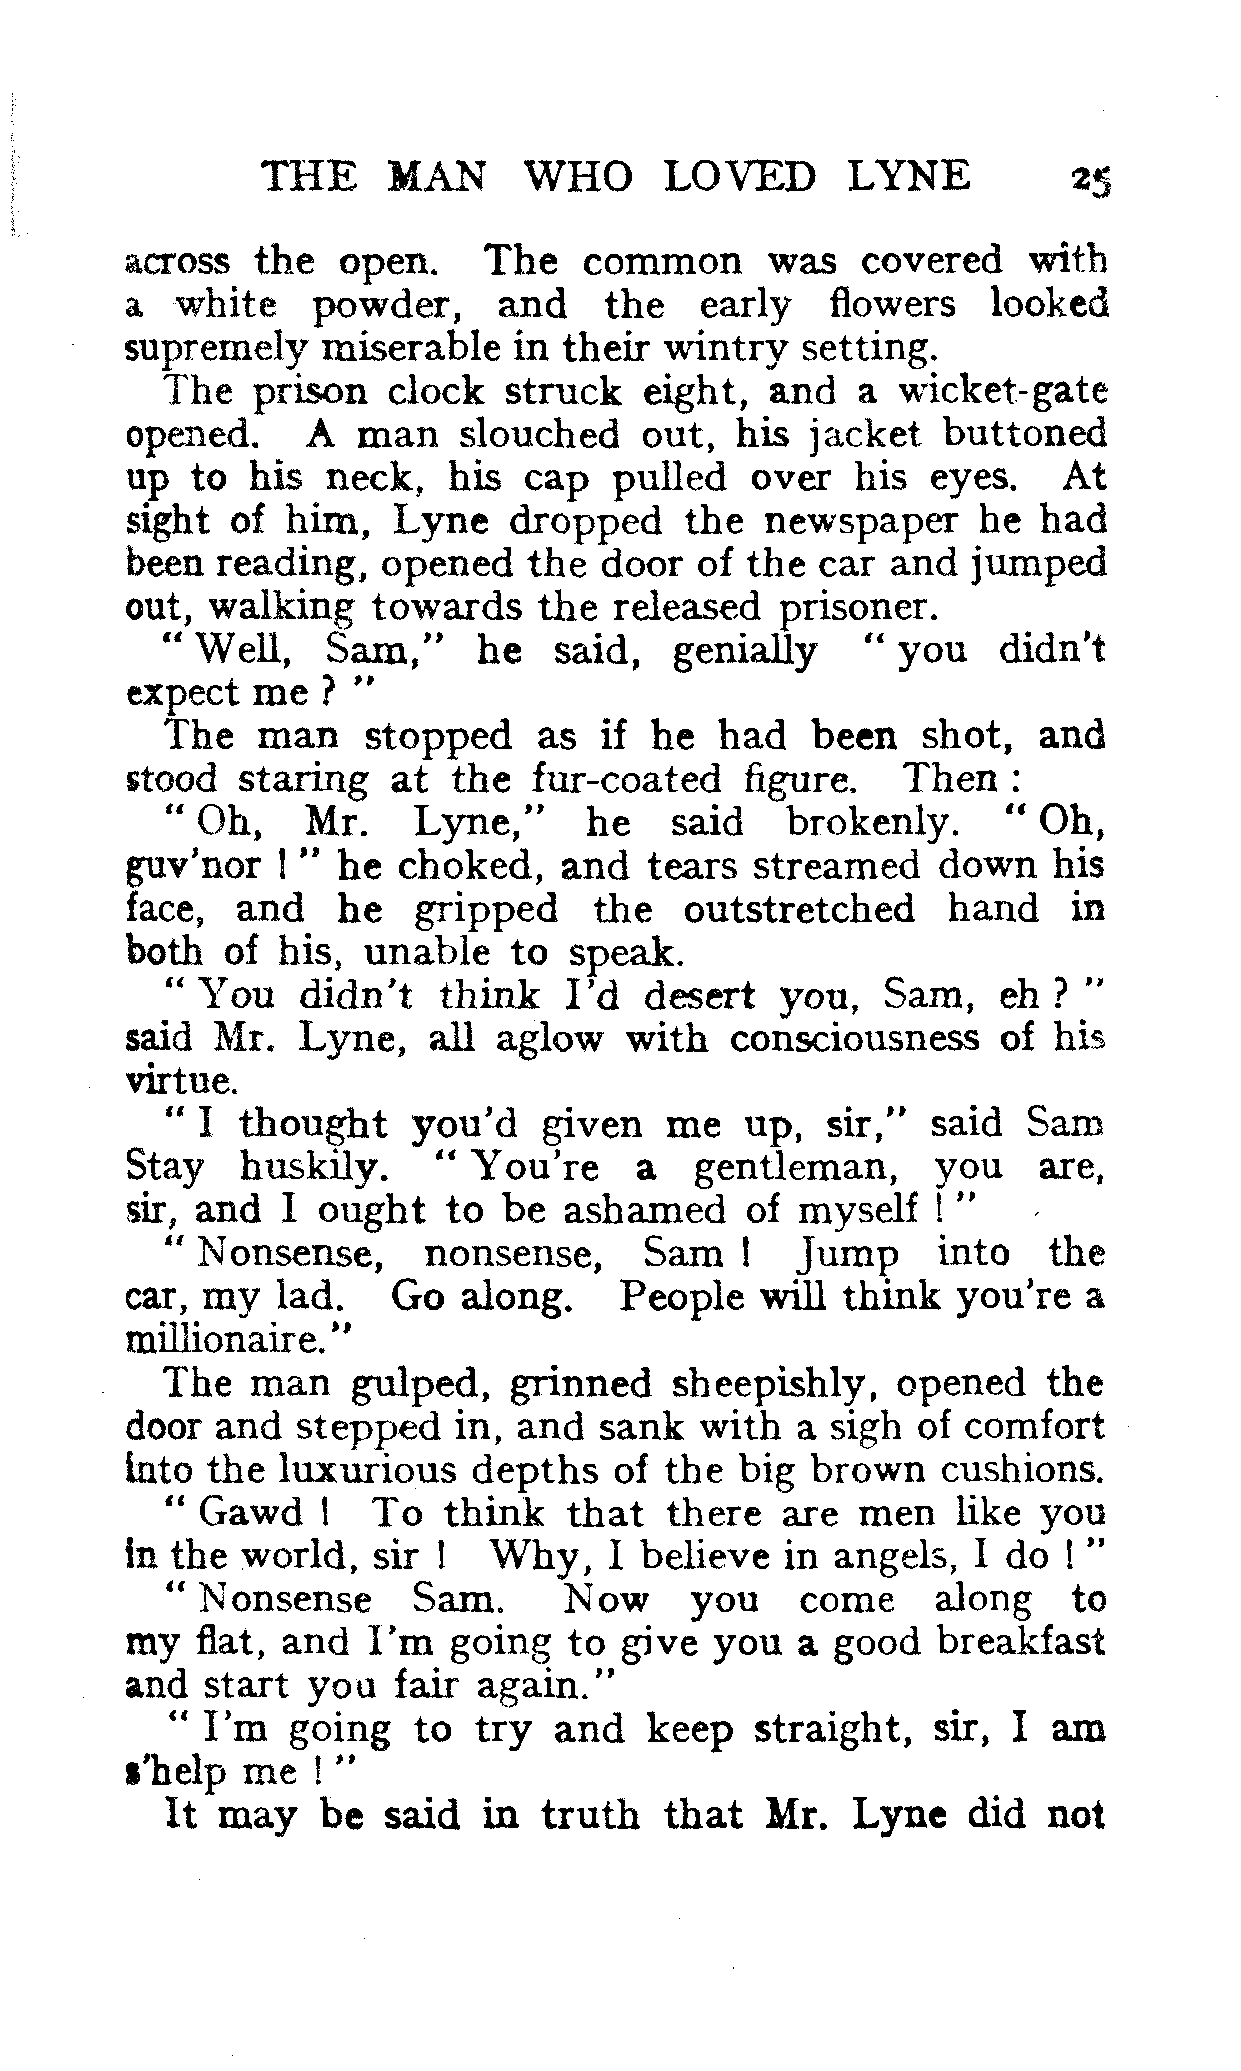 THE MAN WHO LOVED LYNE 25
across the open. The common was covered with
a white powder, and the early flowers looked
supremely miserable in their wintry setting.
The prison clock struck eight, and a wicket-gate
opened. A man slouched out, his jacket buttoned
up to his neck, his cap pulled over his eyes. At
sight of him, Lyne dropped the newspaper he had
been reading, opened the door of the car and jumped
out, walking towards the released prisoner.
“ Well, Sam,” he said, genially “ you didn't
expect me ? ”
The man stopped as if he had been shot, and
stood staring at the fur-coated figure. Then :
“ Oh, Mr. Lyne,” he said brokenly. “ Oh,
guv'nor ! ” he choked, and tears streamed down his
face, and he gripped the outstretched hand in
both of his, unable to speak.
“ You didn't think I'd desert you, Sam, eh ? ”
said Mr. Lyne, all aglow with consciousness of his
virtue.
“ I thought you'd given me up, sir,” said Sam
Stay huskily. “ You're a gentleman, you are,
sir, and I ought to be ashamed of myself ! ”
“ Nonsense, nonsense, Sam ! Jump into the
car, my lad. Go along. People will think you're a
millionaire.”
The man gulped, grinned sheepishly, opened the
door and stepped in, and sank with a sigh of comfort
into the luxurious depths of the big brown cushions.
“ Gawd ! To think that there are men like you
in the world, sir ! Why, I believe in angels, I do ! ”
“ Nonsense Sam. Now you come along to
my flat, and I'm going to give you a good breakfast
and start you fair again.”
“ I'm going to try and keep straight, sir, I am
s'help me ! ”
It may be said in truth that Mr. Lyne did not